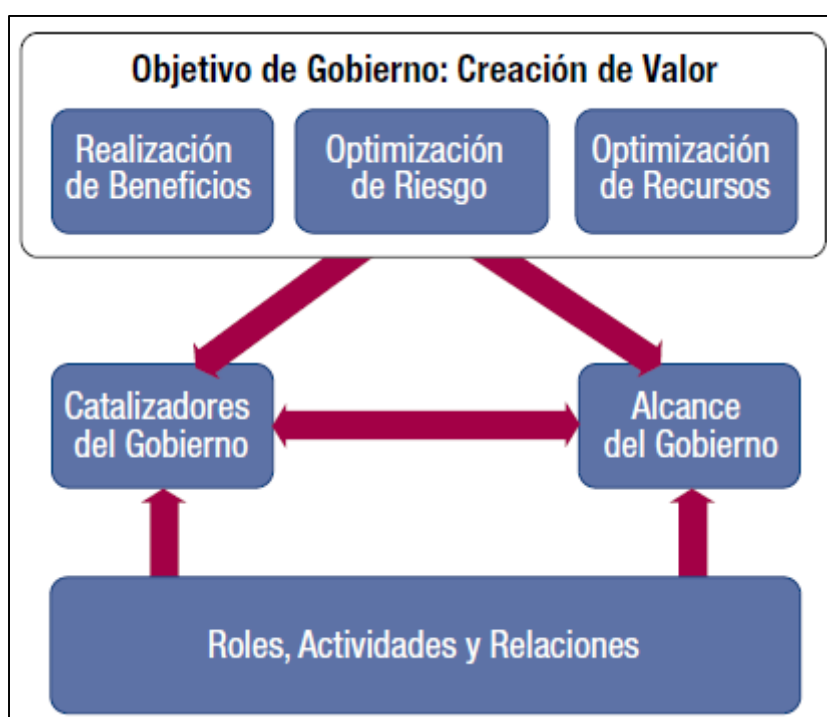 Objetivo de Gobierno: Creación de Valor
Realización
de Beneficios
Optimización
de Riesgo
Optimización
de Recursos
Catalizadores
del Gobierno
Alcance
del Gobierno
Roles, Actividades y Relaciones